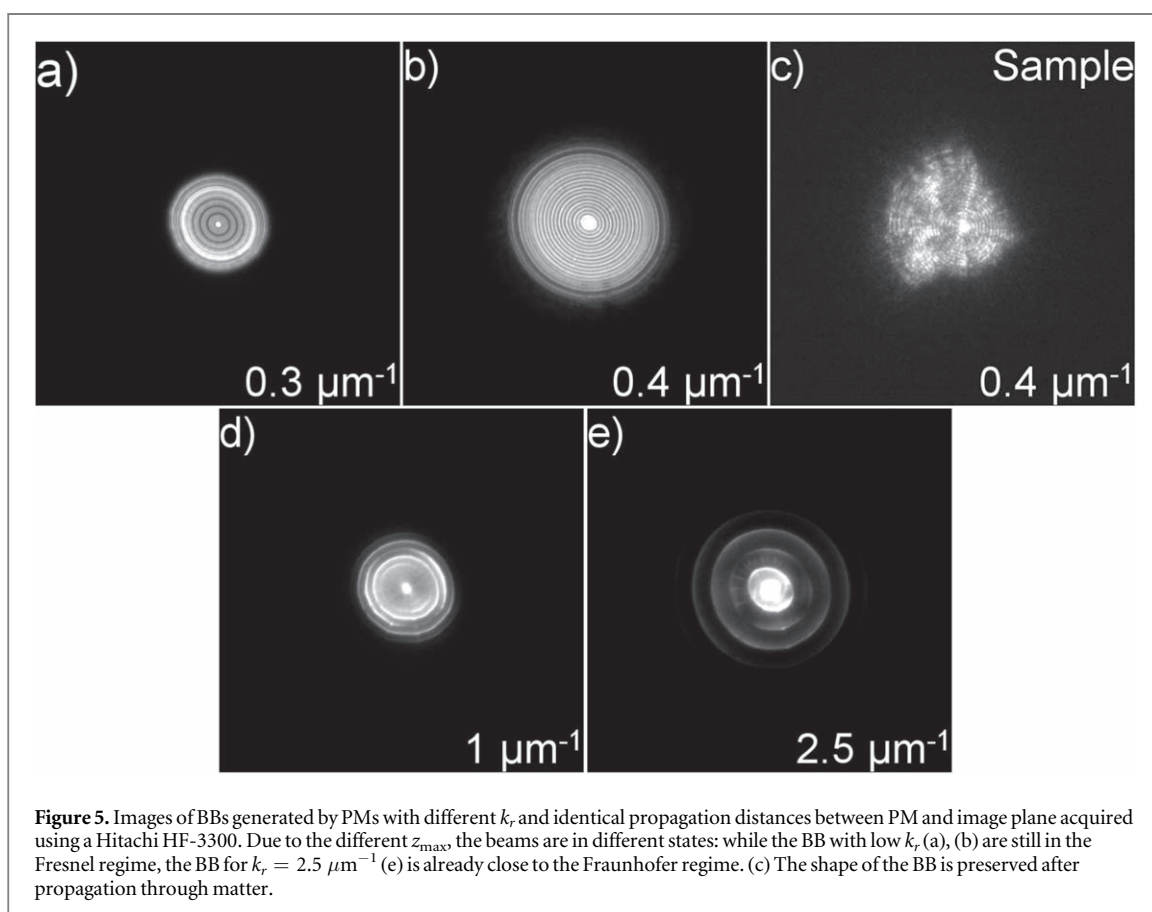 a)
b)
c)
Sample
0.3 μm⁻¹
0.4 μm⁻¹
0.4 μm⁻¹
d)
e)
1 μm⁻¹
2.5 μm⁻¹
Figure 5. Images of BBs generated by PMs with different k_r and identical propagation distances between PM and image plane acquired
using a Hitachi HF-3300. Due to the different z_max, the beams are in different states: while the BB with low k_r (a), (b) are still in the
Fresnel regime, the BB for k_r = 2.5 μm⁻¹ (e) is already close to the Fraunhofer regime. (c) The shape of the BB is preserved after
propagation through matter.